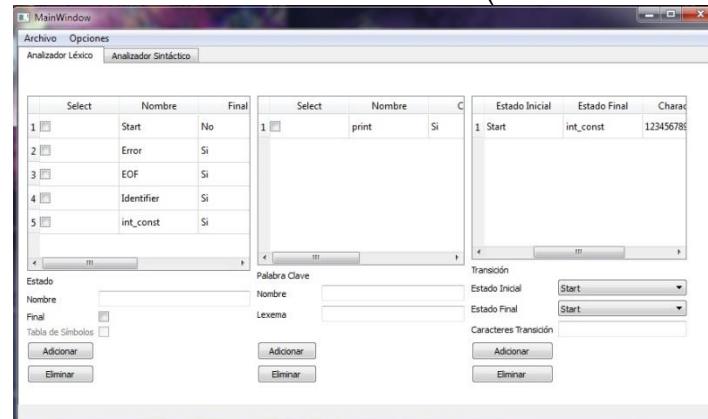 MainWindow
Archivo Opciones
Analizador Léxico Analizador Sintáctico
Select Nombre Final
1 Start No
2 Error Si
3 EOF Si
4 Identifier Si
5 int_const Si
Estado
Nombre
Final
Tabla de Símbolos
Adicionar
Eliminar
Select Nombre C
1 print Si
Palabra Clave
Nombre
Lexema
Adicionar
Eliminar
Estado Inicial Estado Final Charac
1 Start int_const 123456789
Transición
Estado Inicial Start
Estado Final Start
Caracteres Transición
Adicionar
Eliminar